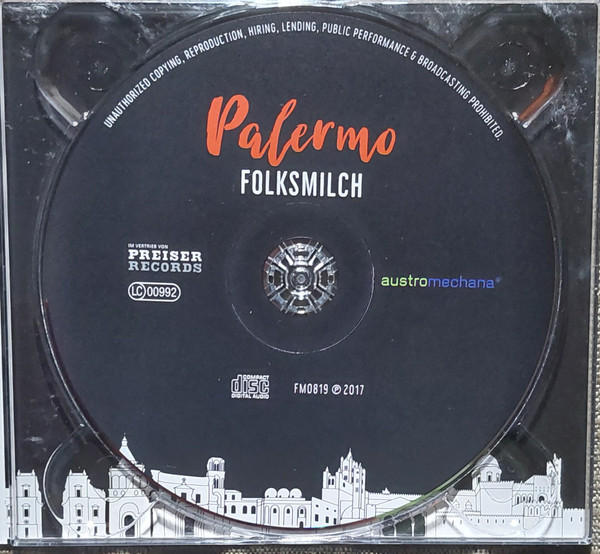 UNAUTHORIZED COPYING, REPRODUCTION, HIRING, LENDING, PUBLIC PERFORMANCE & BROADCASTING PROHIBITED.
Palermo
FOLKSMILCH
IM VERTRIEB VON
PREISER
RECORDS
LC 00992
austromechana®
COMPACT
disc
DIGITAL AUDIO
FM0819 ℗ 2017